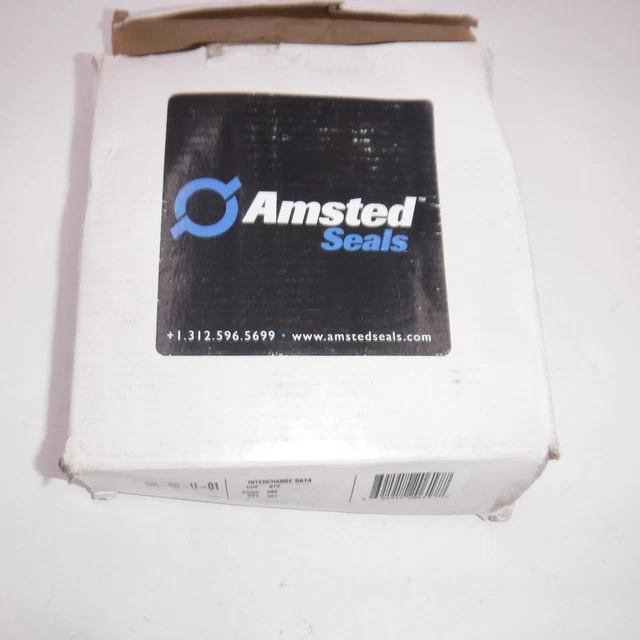 Amsted™
Seals
+1.312.596.5699 • www.amstedseals.com
INTERCHANGE DATA